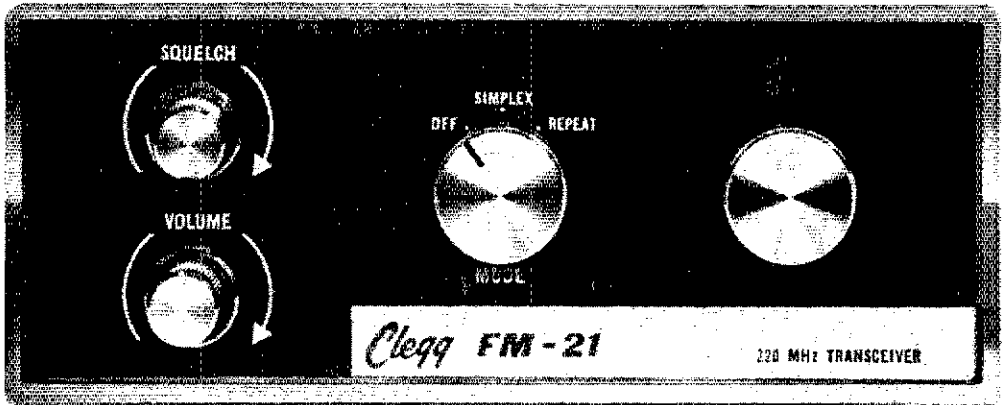 SQUELCH
SIMPLEX
OFF REPEAT
VOLUME
MODE
Clegg FM-21
220 MHz TRANSCEIVER